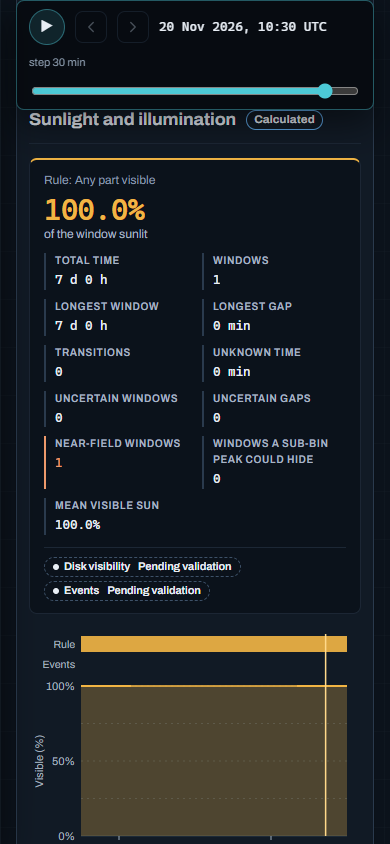 20 Nov 2026, 10:30 UTC
step 30 min
Sunlight and illumination Calculated
Rule: Any part visible
100.0%
of the window sunlit
TOTAL TIME
7 d 0 h
WINDOWS
1
LONGEST WINDOW
7 d 0 h
LONGEST GAP
0 min
TRANSITIONS
0
UNKNOWN TIME
0 min
UNCERTAIN WINDOWS
0
UNCERTAIN GAPS
0
NEAR-FIELD WINDOWS
1
WINDOWS A SUB-BIN
PEAK COULD HIDE
0
MEAN VISIBLE SUN
100.0%
Disk visibility Pending validation
Events Pending validation
Rule
Events
100%
50%
0%
Visible (%)